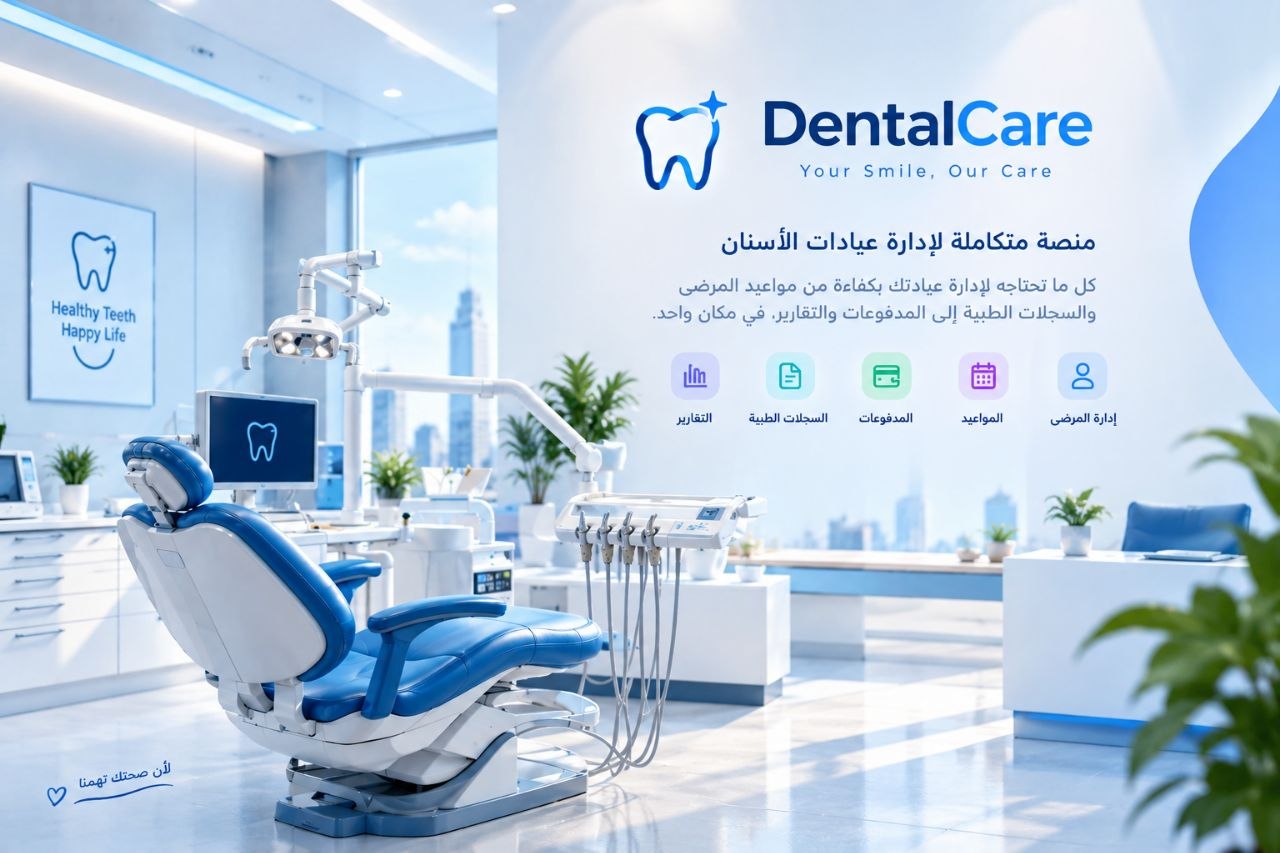 DentalCare
Your Smile, Our Care
منصة متكاملة لإدارة عيادات الأسنان
كل ما تحتاجه لإدارة عيادتك بكفاءة من مواعيد المرضى
والسجلات الطبية إلى المدفوعات والتقارير، في مكان واحد.
إدارة المرضى
المواعيد
المدفوعات
السجلات الطبية
التقارير
Healthy Teeth
Happy Life
لأن صحتك تهمنا